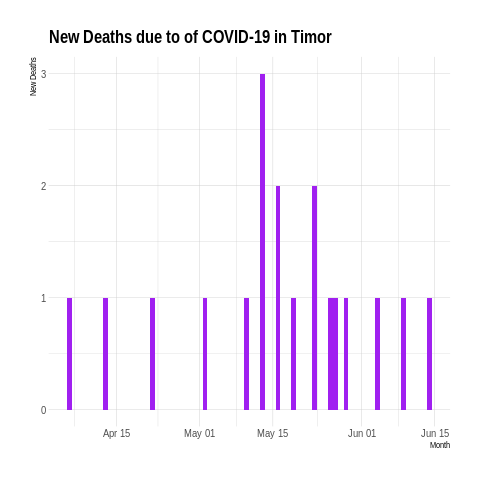 New Deaths due to of COVID-19 in Timor
New Deaths
3
2
1
0
Apr 15 May 01 May 15 Jun 01 Jun 15
Month